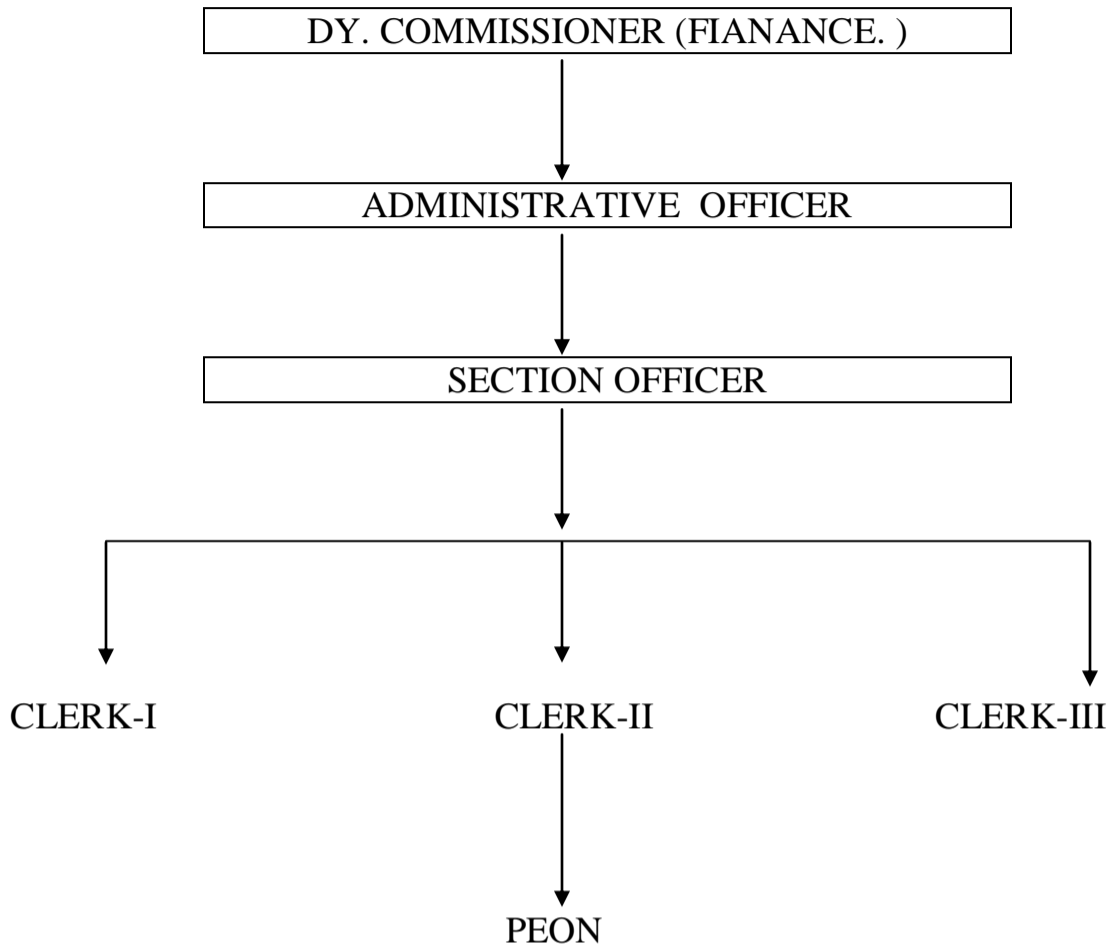 DY. COMMISSIONER (FIANANCE. )
ADMINISTRATIVE OFFICER
SECTION OFFICER
CLERK-I
CLERK-II
CLERK-III
PEON